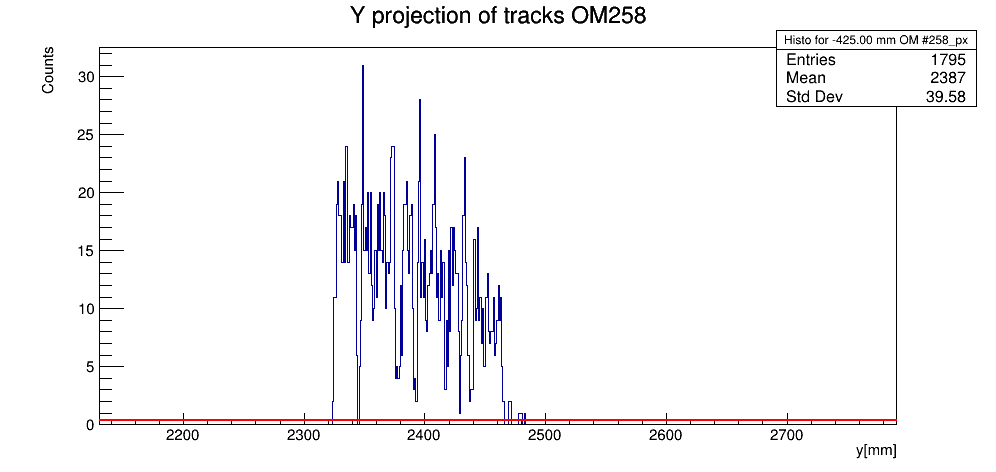 Y projection of tracks OM258
Histo for -425.00 mm OM #258_px
Entries 1795
Mean 2387
Std Dev 39.58
Counts
30
25
20
15
10
5
0
2200 2300 2400 2500 2600 2700
y[mm]